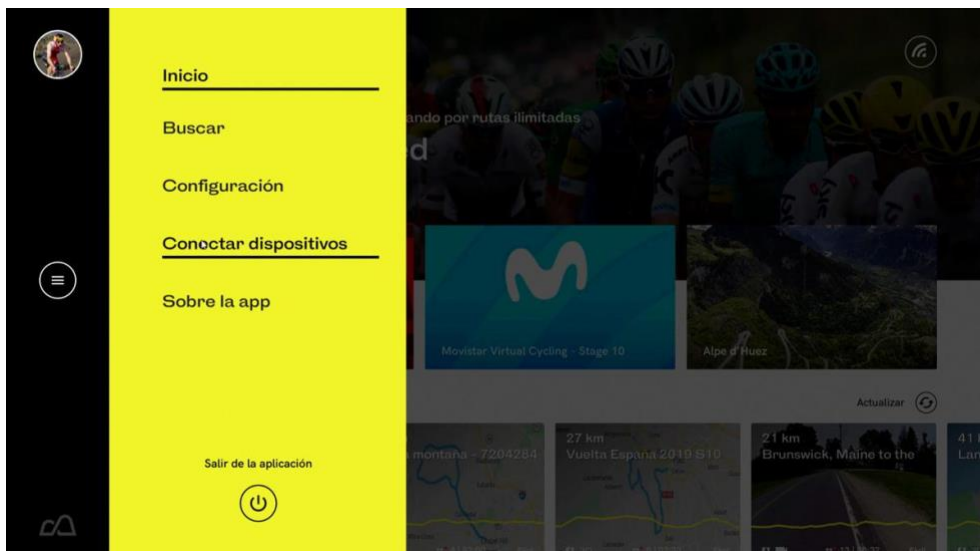 Inicio
Buscar
Configuración
Conectar dispositivos
Sobre la app
Salir de la aplicación
ando por rutas ilimitadas
d
Movistar Virtual Cycling - Stage 10
Alpe d'Huez
Actualizar
montaña - 7204284
27 km
Vuelta España 2019 S10
21 km
Brunswick, Maine to the
41
Lan